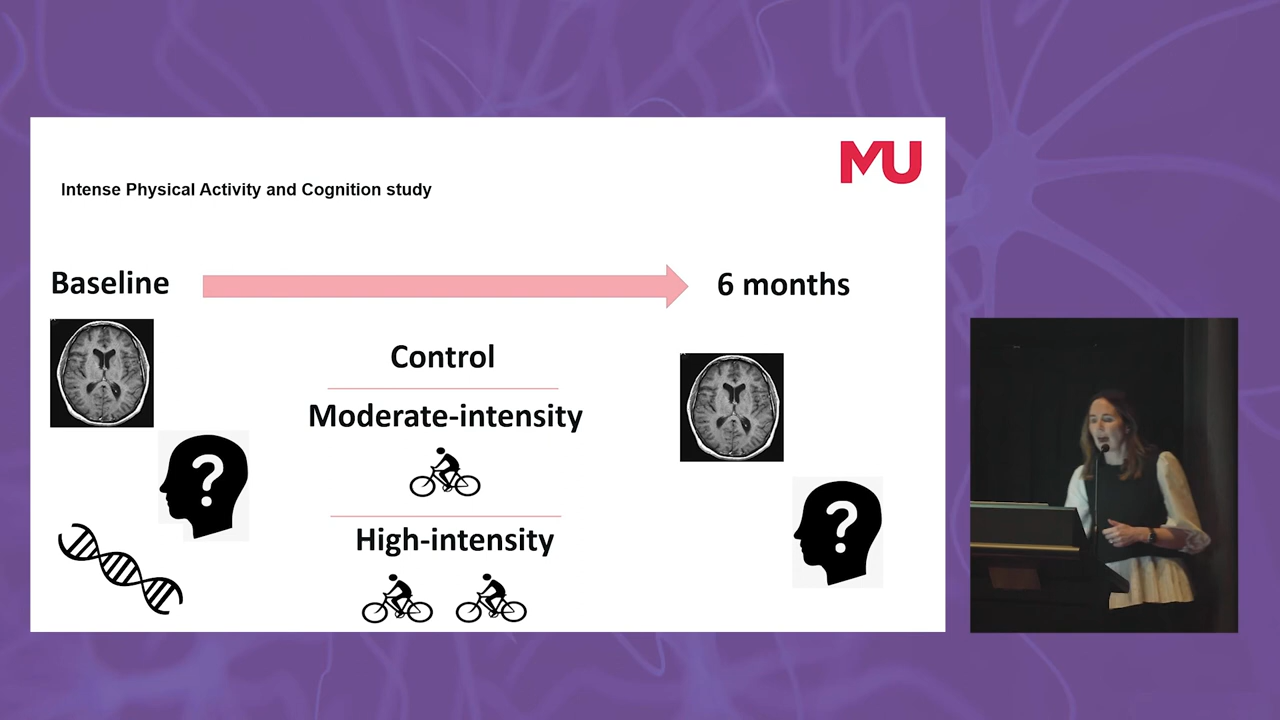 MU
Intense Physical Activity and Cognition study
Baseline
6 months
Control
Moderate-intensity
High-intensity
?
?